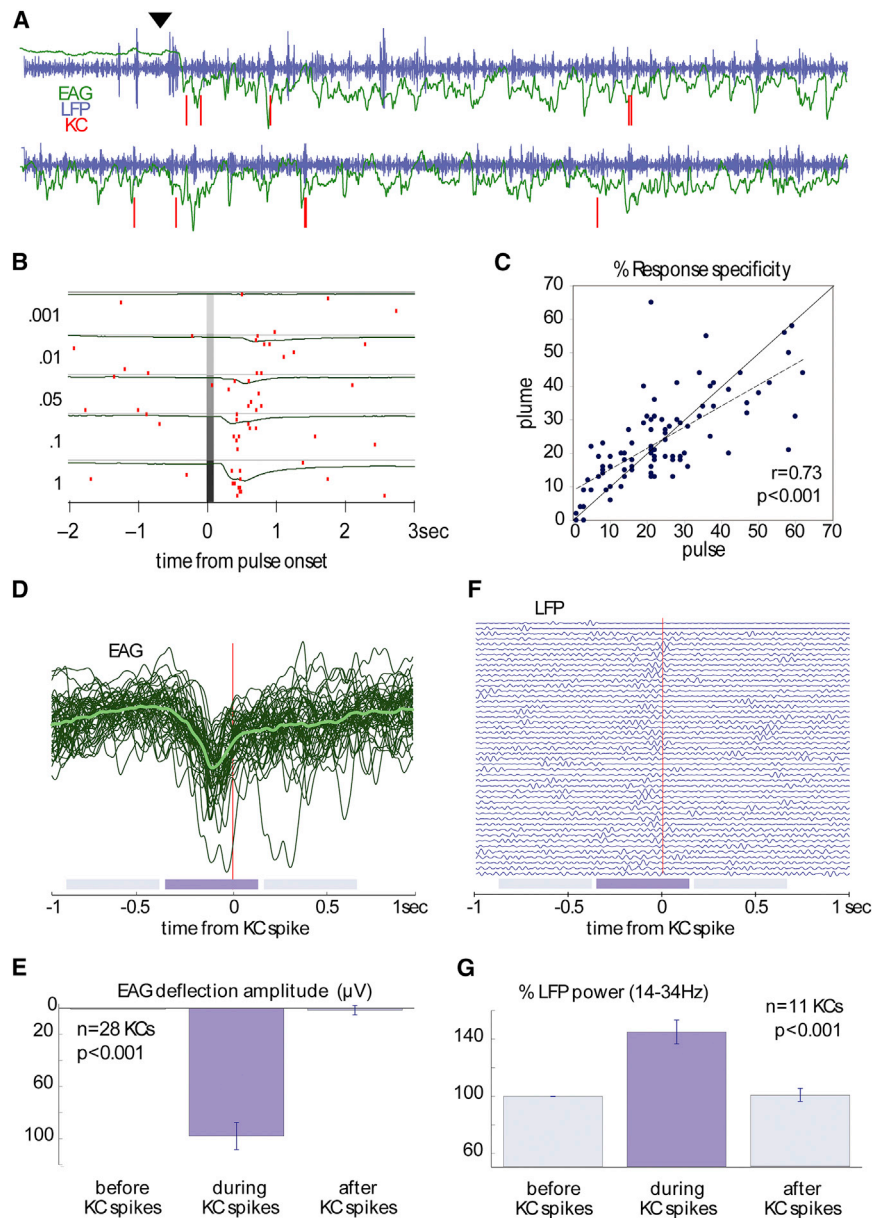 A
EAG
LFP
KC
B
.001
.01
.05
.1
1
−2 −1 0 1 2 3sec
time from pulse onset
C
% Response specificity
70
60
50
40
30
20
10
0
plume
r=0.73
p<0.001
0 10 20 30 40 50 60 70
pulse
D
EAG
-1 -0.5 0 0.5 1sec
time from KC spike
F
LFP
-1 -0.5 0 0.5 1sec
time from KC spike
E
EAG deflection amplitude (µV)
0
20
60
100
n=28 KCs
p<0.001
before KC spikes
during KC spikes
after KC spikes
G
% LFP power (14-34Hz)
n=11 KCs
p<0.001
140
100
60
before KC spikes
during KC spikes
after KC spikes